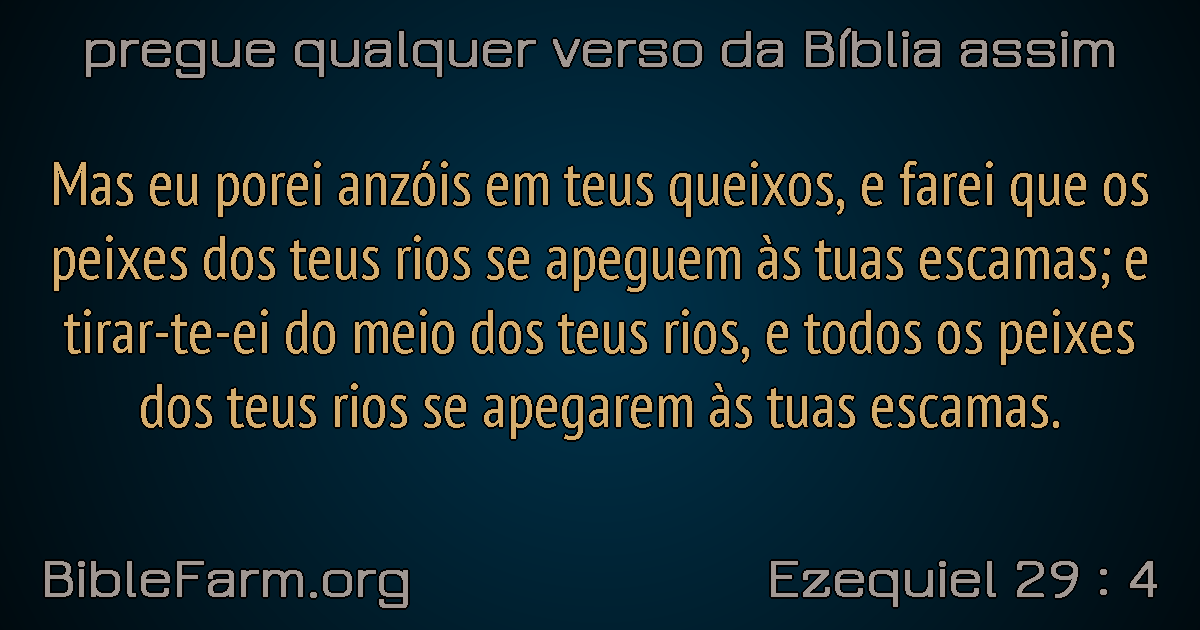 pregue qualquer verso da Bíblia assim
Mas eu porei anzóis em teus queixos, e farei que os
peixes dos teus rios se apeguem às tuas escamas; e
tirar-te-ei do meio dos teus rios, e todos os peixes
dos teus rios se apegarem às tuas escamas.
BibleFarm.org
Ezequiel 29 : 4